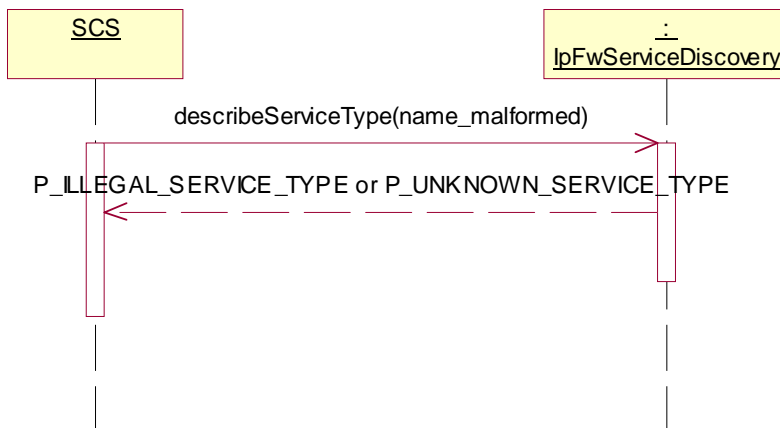 SCS
:
IpFwServiceDiscovery
describeServiceType(name_malformed)
P_ILLEGAL_SERVICE_TYPE or P_UNKNOWN_SERVICE_TYPE